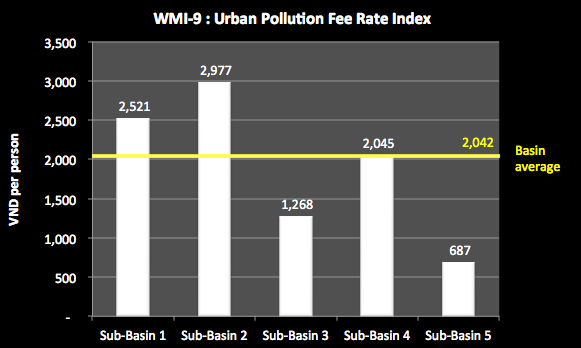 WMI-9 : Urban Pollution Fee Rate Index
VND per person
3,500
3,000
2,500
2,000
1,500
1,000
500
-
2,521
2,977
1,268
2,045
687
2,042
Basin
average
Sub-Basin 1
Sub-Basin 2
Sub-Basin 3
Sub-Basin 4
Sub-Basin 5